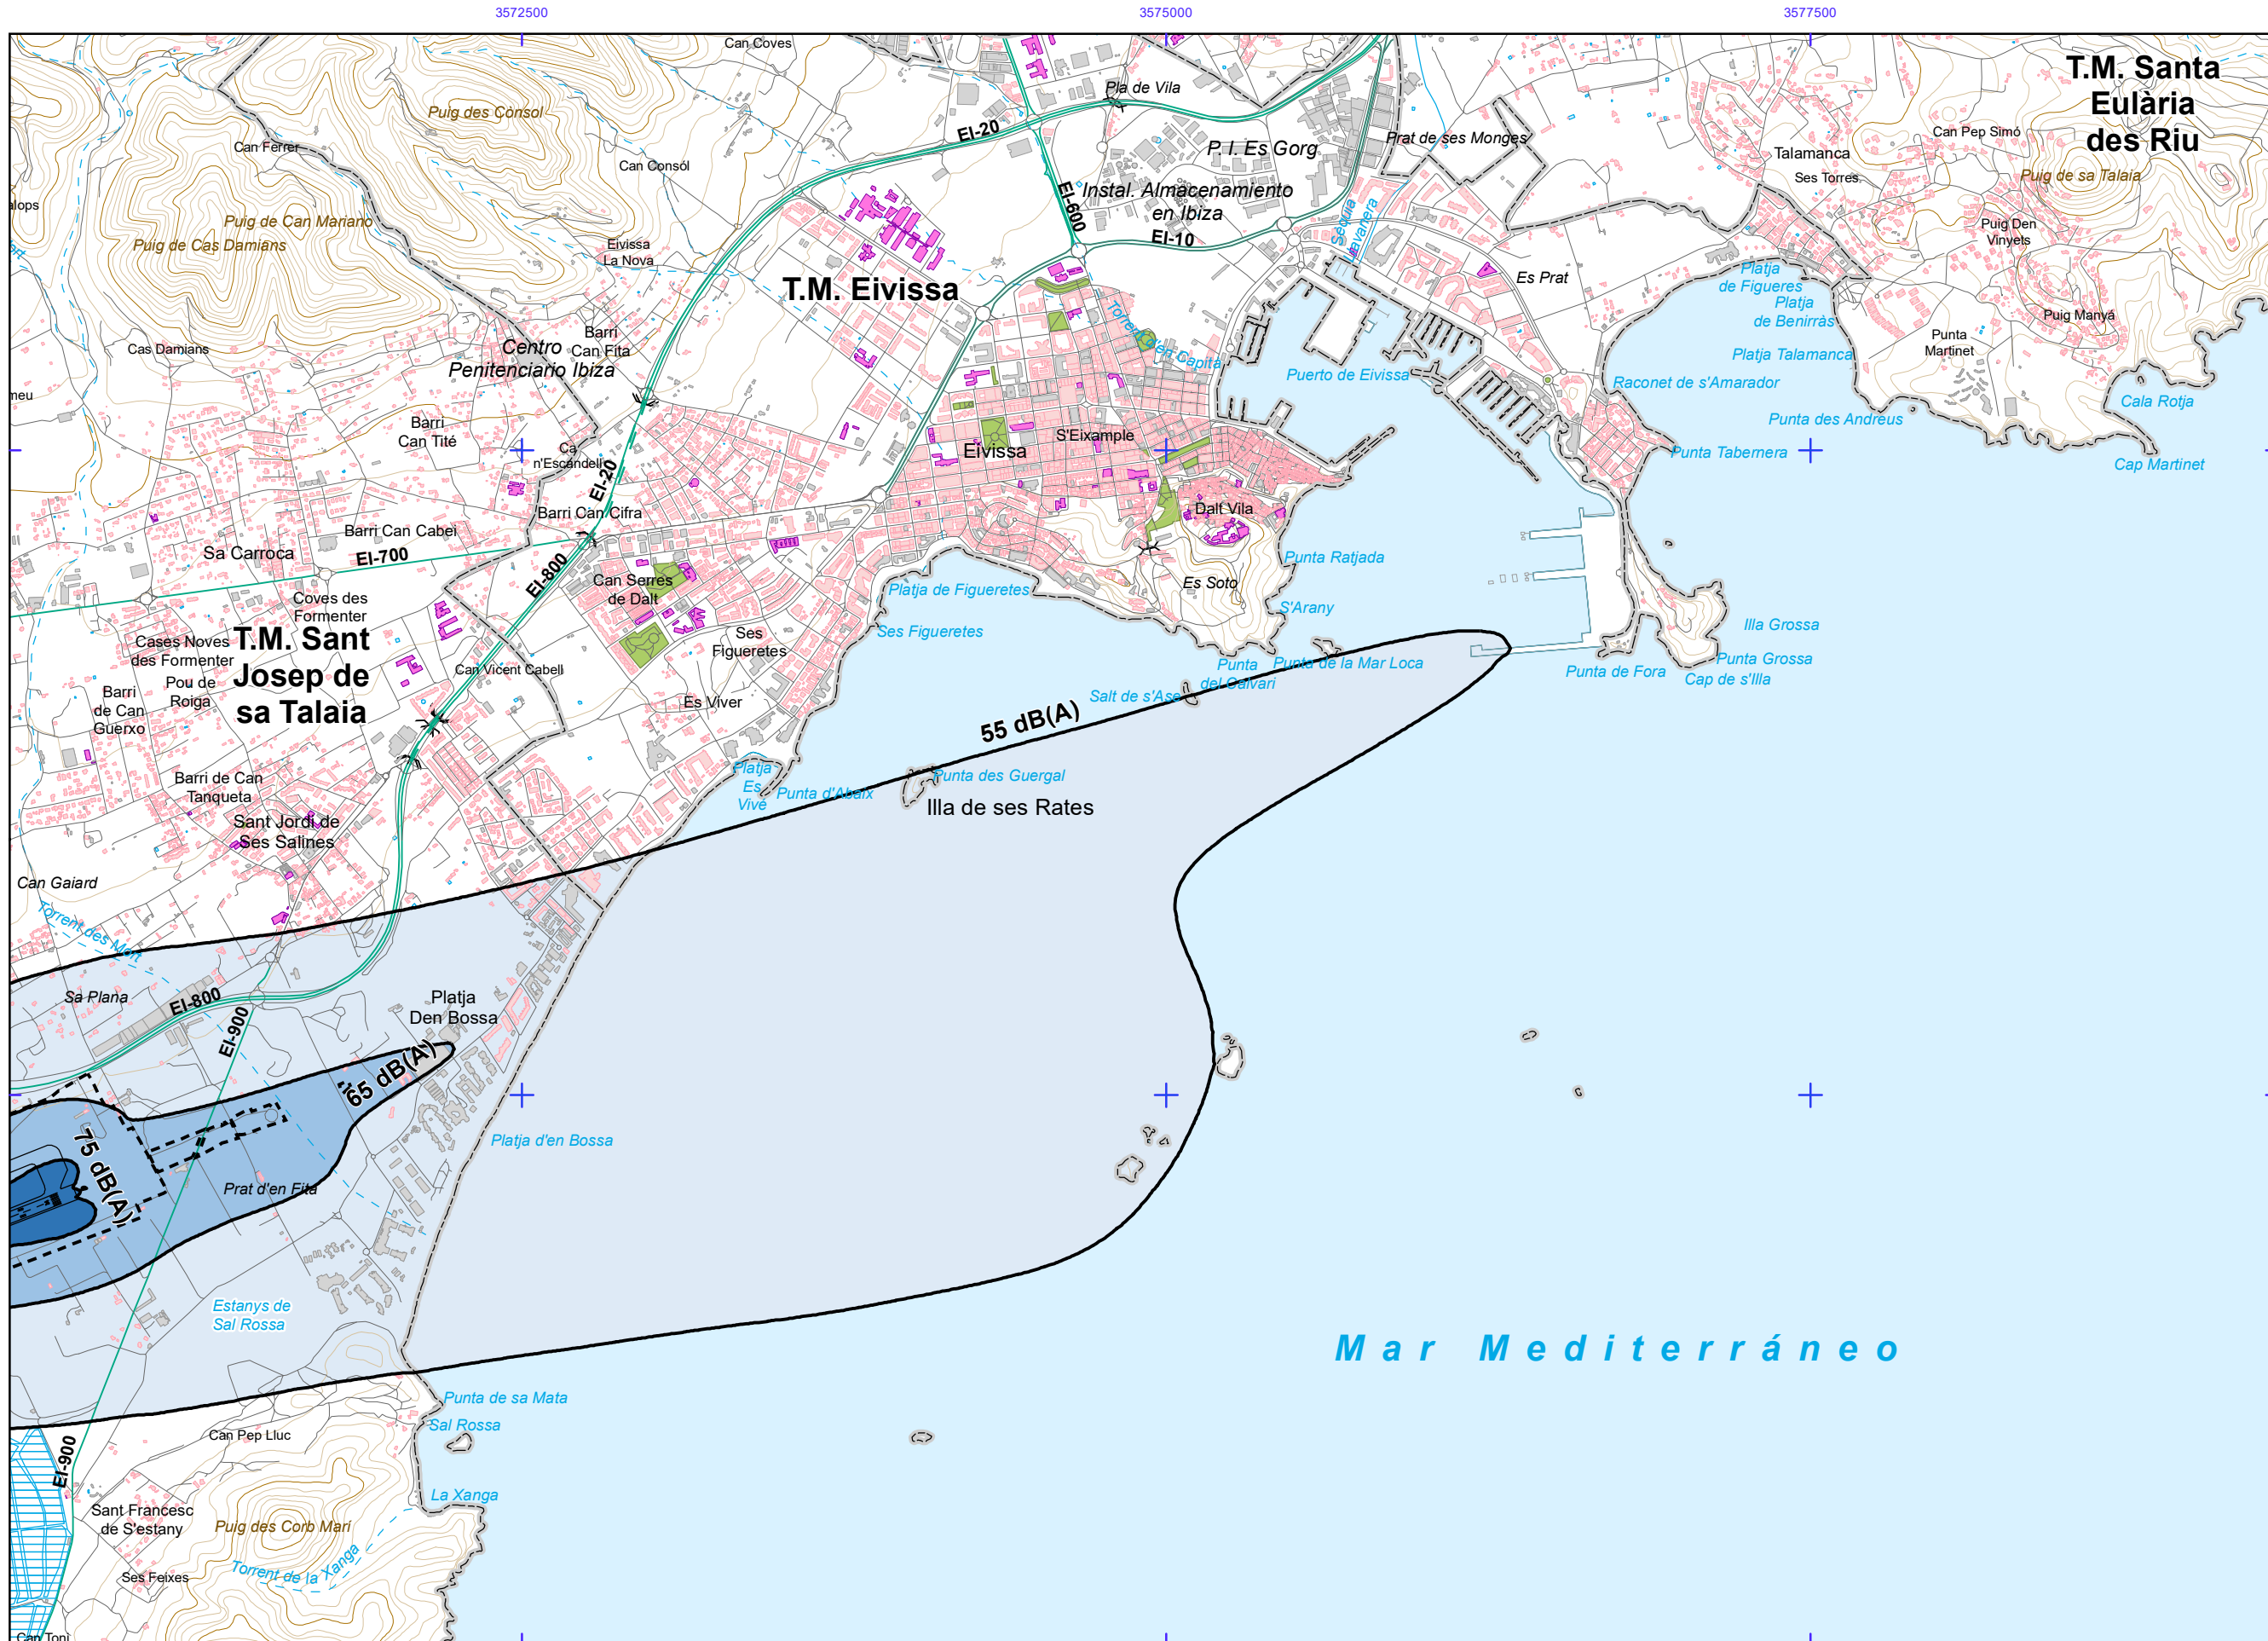 3572500
3575000
3577500
Can Coves
Pla de Vila
T.M. Santa
Eulària
des Riu
Puig des Cònsol
EI-20
Prat de ses Monges
Can Pep Simó
Can Ferrer
P. I. Es Gorg
Talamanca
Can Consól
Ses Torres
Puig de sa Talaia
Instal. Almacenamiento
en Ibiza
EI-600
Puig de Can Mariano
Puig de Cas Damians
Eivissa
La Nova
EI-10
Séquia
Llavanera
Puig Den
Vinyets
T.M. Eivissa
Es Prat
Platja
de Figueres
Platja
de Benirràs
Puig Manyá
Torrent d'en Capità
Barri
Can Fita
Cas Damians
Centro
Penitenciario Ibiza
Punta
Martinet
Platja Talamanca
Puerto de Eivissa
Raconet de s'Amarador
Cala Rotja
Barri
Can Tité
Punta des Andreus
S'Eixample
Eivissa
Ca
n'Escandell
Punta Tabernera
Cap Martinet
EI-20
Barri Can Cifra
Dalt Vila
Barri Can Cabei
Sa Carroca
EI-700
EI-800
Punta Ratjada
Can Serres
de Dalt
Es Soto
Platja de Figueretes
Coves des
Formenter
S'Arany
Ses Figueretes
Illa Grossa
Cases Noves
des Formenter
T.M. Sant
Josep de
sa Talaia
Ses
Figueretes
Can Vicent Cabell
Punta
del Calvari
Punta de la Mar Loca
Punta de Fora
Punta Grossa
Cap de s'Illa
Pou de
Roiga
Barri
de Can
Guerxo
Es Viver
Salt de s'Ase
55 dB(A)
Platja
Es
Vivé
Punta d'Abaix
Punta des Guergal
Illa de ses Rates
Barri de Can
Tanqueta
Sant Jordi de
Ses Salines
Can Gaiard
Torrent des Mort
Sa Plana
EI-800
Platja
Den Bossa
EI-900
65 dB(A)
75 dB(A)
Platja d'en Bossa
Prat d'en Fita
Estanys de
Sal Rossa
Mar Mediterráneo
Punta de sa Mata
Sal Rossa
Can Pep Lluc
EI-900
La Xanga
Sant Francesc
de S'estany
Puig des Corb Marí
Torrent de la Xanga
Ses Feixes
Can Toni